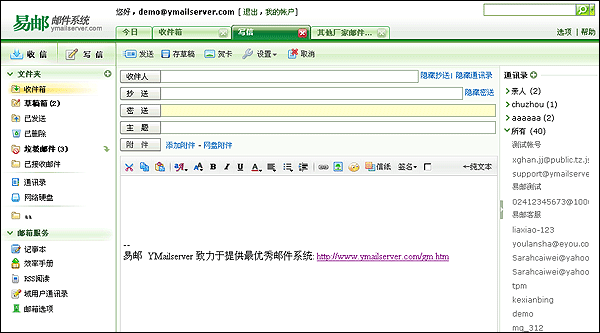 您好, demo@ymailserver.com [ 退出 , 我的帐户]
易邮 邮件系统
ymailserver.com
今日 收件箱 写信 其他厂家邮件...
选项 | 帮助
收 信 写 信
发送 存草稿 贺卡 设置 取消
文件夹
收件箱
草稿箱 (2)
已发送
已删除
垃圾邮件 (3)
已接收邮件
通讯录
网络硬盘
邮箱服务
记事本
效率手册
RSS阅读
域用户通讯录
邮箱选项
收件人 隐藏抄送 | 隐藏通讯录
抄 送 隐藏密送
密 送
主 题
附 件 添加附件 - 网盘附件
B I U A 信纸 签名 ←纯文本
--
易邮 YMailserver 致力于提供最优秀邮件系统: http://www.ymailserver.com/gm.htm
通讯录
亲人 (2)
chuzhou (1)
aaaaaa (2)
所有 (40)
测试帐号
xghan.jj@public.tz.js
support@ymailserve
易邮测试
02412345673@100
易邮客服
liaxiao-123
youlansha@eyou.co
Sarahcaiwei@yahoo
Sarahcaiwei@yahoo
tpm
kexianbing
demo
mq_312